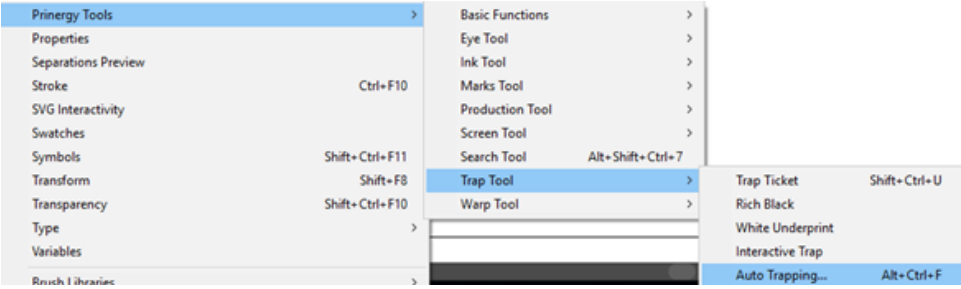 Prinergy Tools >
Properties
Separations Preview
Stroke Ctrl+F10
SVG Interactivity
Swatches
Symbols Shift+Ctrl+F11
Transform Shift+F8
Transparency Shift+Ctrl+F10
Type >
Variables
Brush Libraries >
Basic Functions >
Eye Tool >
Ink Tool >
Marks Tool >
Production Tool >
Screen Tool >
Search Tool Alt+Shift+Ctrl+7
Trap Tool >
Warp Tool >
Trap Ticket Shift+Ctrl+U
Rich Black
White Underprint
Interactive Trap
Auto Trapping... Alt+Ctrl+F